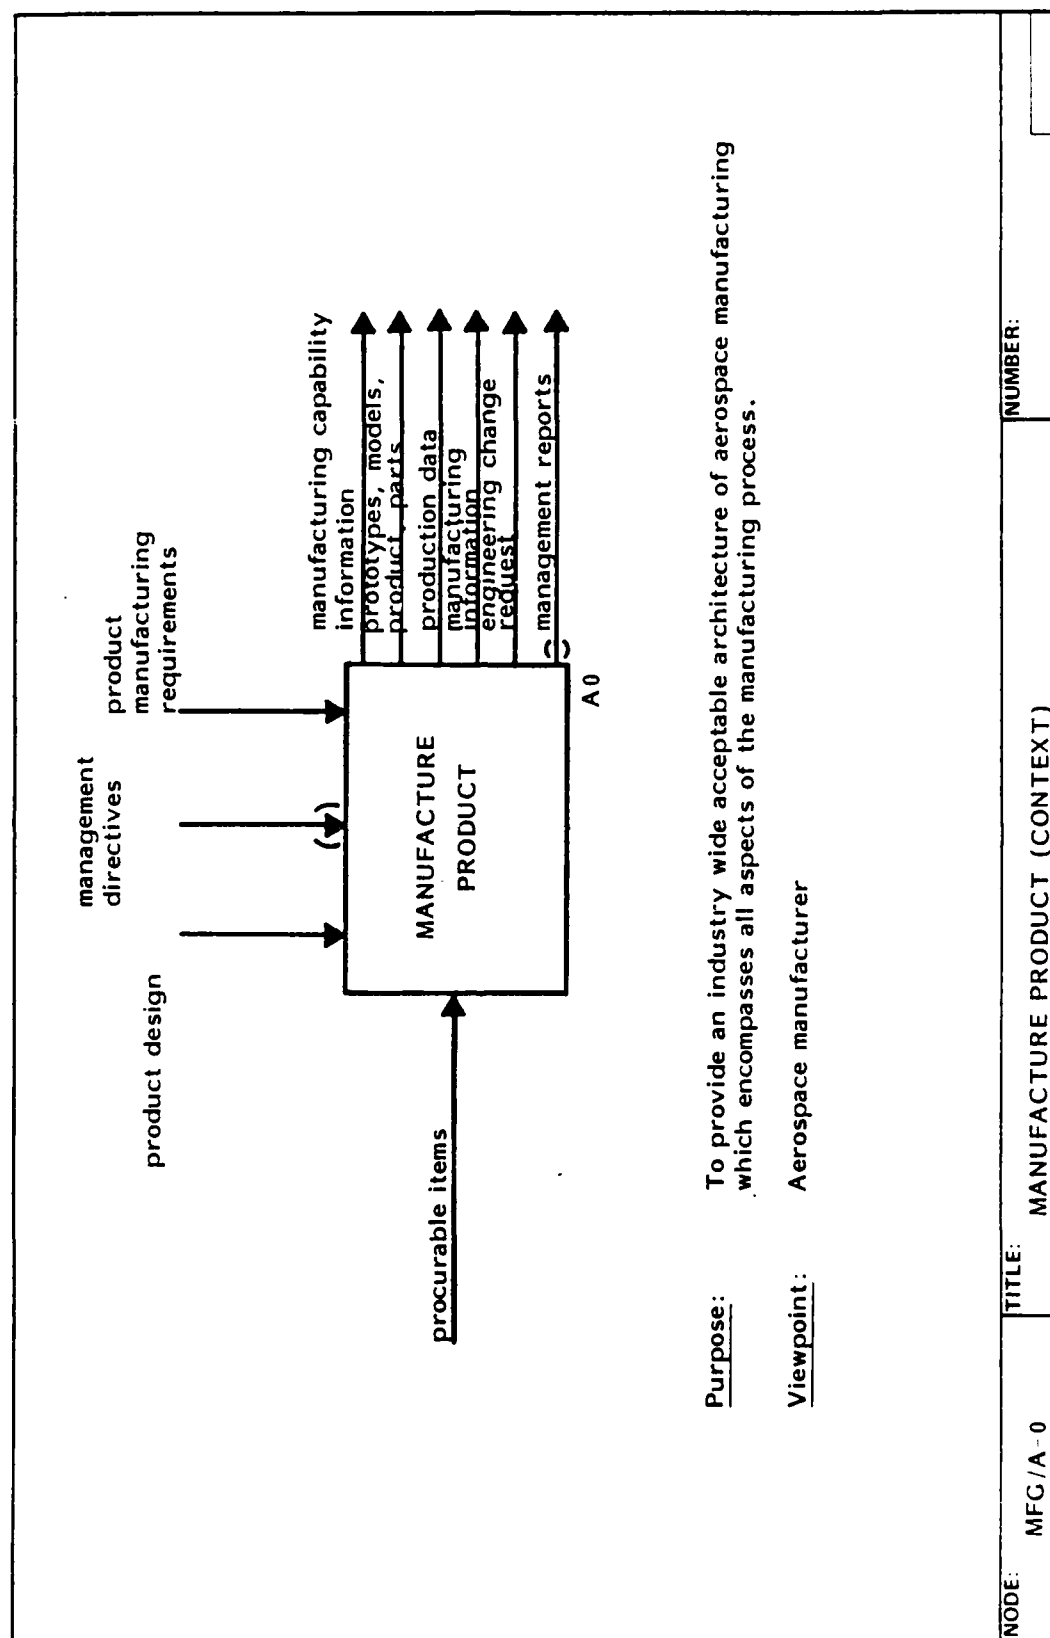 product design
management
directives
product
manufacturing
requirements
procurable items
MANUFACTURE
PRODUCT
A0
manufacturing capability
information
prototypes, models,
product, parts
production data
manufacturing
information
engineering change
request
management reports
Purpose: To provide an industry wide acceptable architecture of aerospace manufacturing
which encompasses all aspects of the manufacturing process.
Viewpoint: Aerospace manufacturer
NODE: MFG/A-0
TITLE: MANUFACTURE PRODUCT (CONTEXT)
NUMBER: